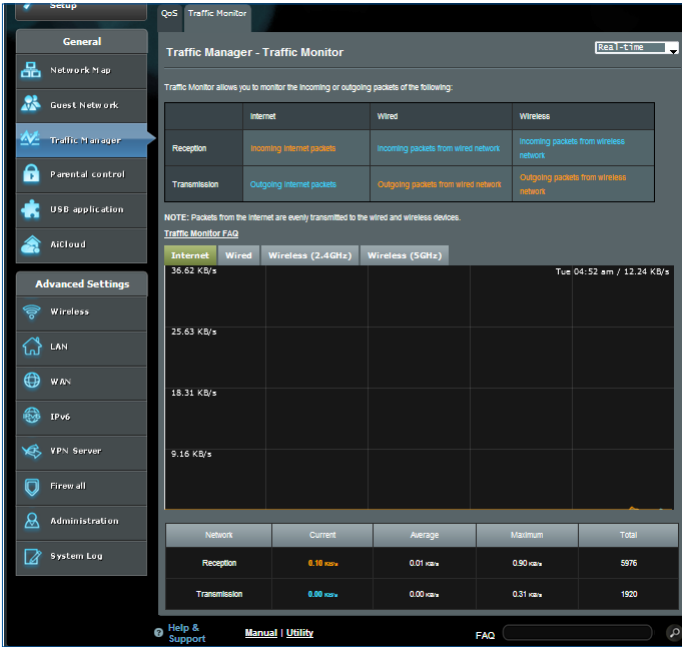 Setup
QoS Traffic Monitor
General
Network Map
Guest Network
Traffic Manager
Parental control
USB application
AiCloud
Advanced Settings
Wireless
LAN
WAN
IPv6
VPN Server
Firewall
Administration
System Log
Traffic Manager - Traffic Monitor
Real-time
Traffic Monitor allows you to monitor the incoming or outgoing packets of the following:
Internet Wired Wireless
Reception Incoming Internet packets Incoming packets from wired network Incoming packets from wireless network
Transmission Outgoing Internet packets Outgoing packets from wired network Outgoing packets from wireless network
NOTE: Packets from the Internet are evenly transmitted to the wired and wireless devices.
Traffic Monitor FAQ
Internet Wired Wireless (2.4GHz) Wireless (5GHz)
36.62 KB/s Tue 04:52 am / 12.24 KB/s
25.63 KB/s
18.31 KB/s
9.16 KB/s
Network Current Average Maximum Total
Reception 0.10 KB/s 0.01 KB/s 0.90 KB/s 5976
Transmission 0.00 KB/s 0.00 KB/s 0.31 KB/s 1920
Help & Support Manual | Utility FAQ